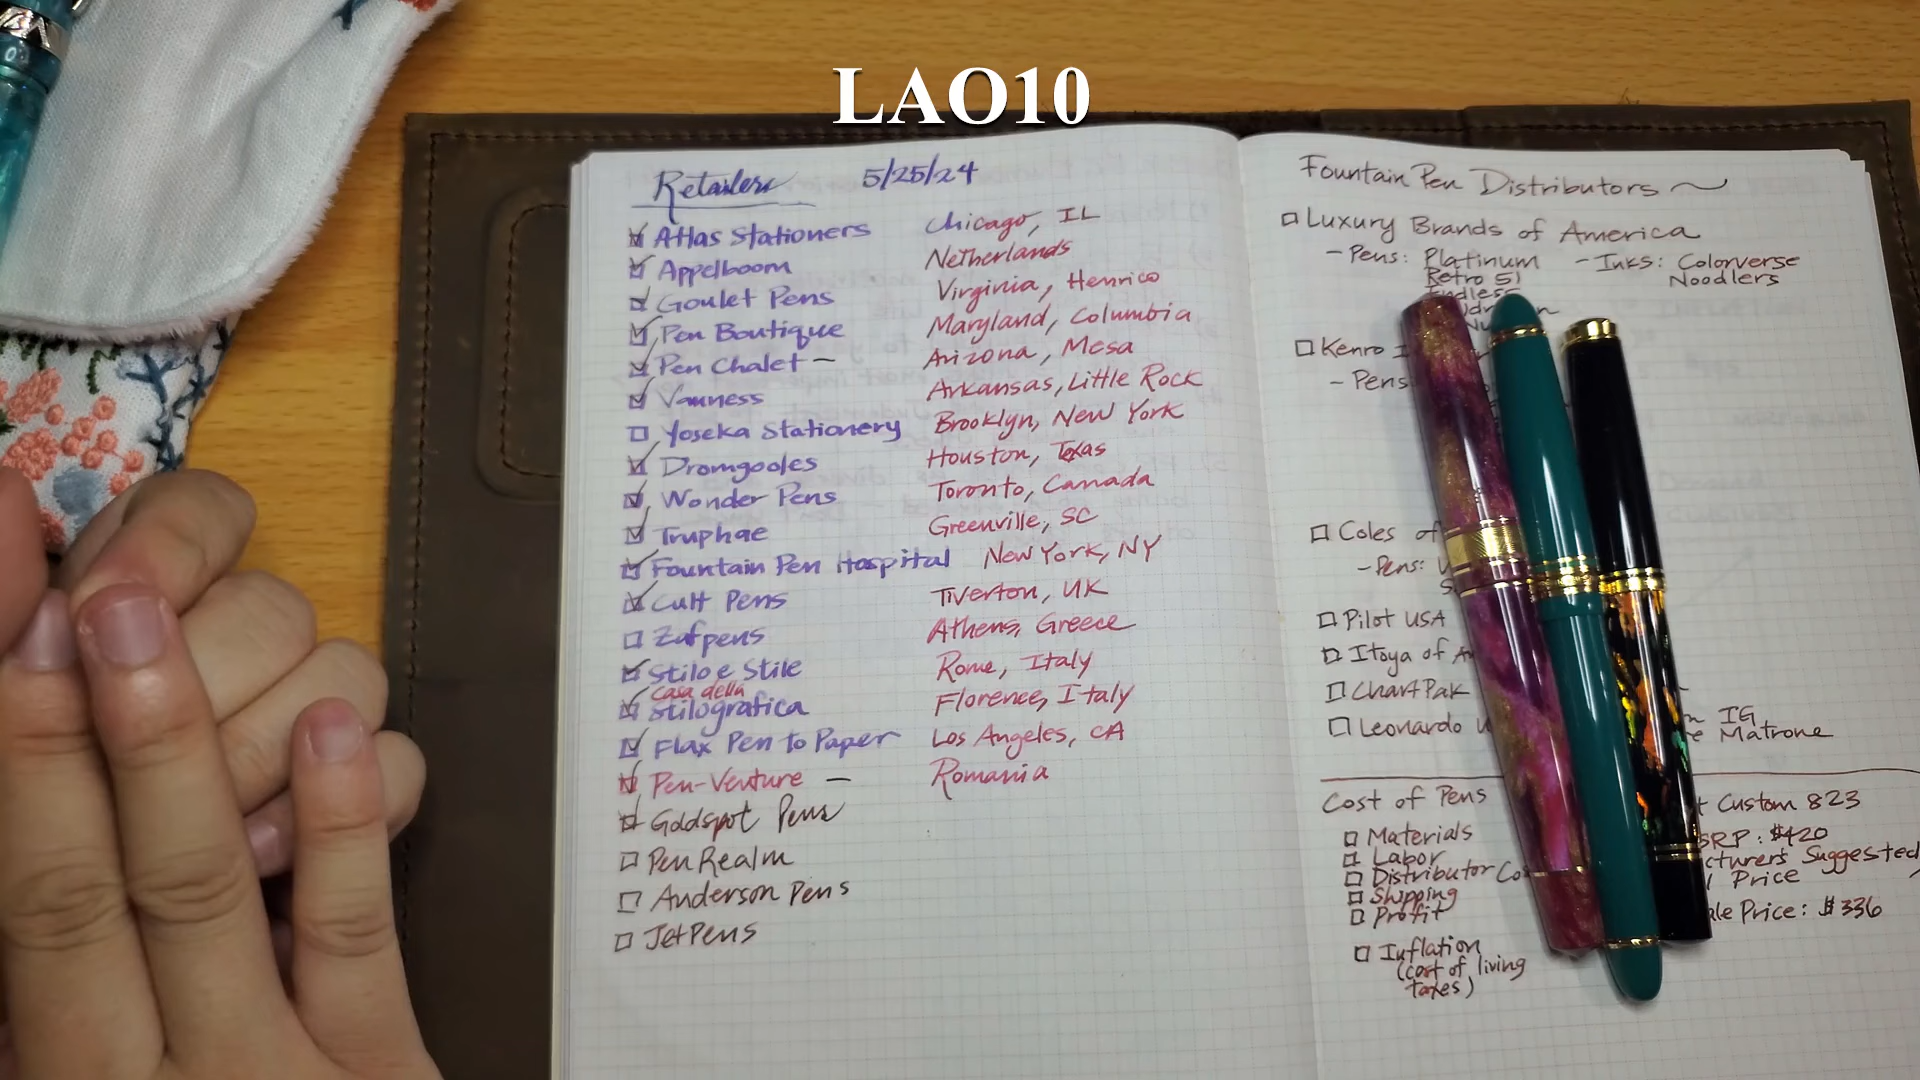 LAO10
Retailers 5/25/24
Atlas Stationers Chicago, IL
Appelboom Netherlands
Goulet Pens Virginia, Henrico
Pen Boutique Maryland, Columbia
Pen Chalet — Arizona, Mesa
Vanness Arkansas, Little Rock
Yoseka Stationery Brooklyn, New York
Dromgooles Houston, Texas
Wonder Pens Toronto, Canada
Truphae Greenville, SC
Fountain Pen Hospital New York, NY
Cult Pens Tiverton, UK
Zafpens Athens, Greece
Stilo e Stile Rome, Italy
Casa della
Stilografica Florence, Italy
Flax Pen to Paper Los Angeles, CA
Pen-Venture — Romania
Goldspot Pens
Pen Realm
Anderson Pens
JetPens
Fountain Pen Distributors ~
Luxury Brands of America
- Pens: Platinum - Inks: Colorverse
Retro 51 Noodlers
Endless
Kenro
- Pens
Coles of
- Pens:
Pilot USA
Itoya of
ChartPak
Leonardo
IG
Matrone
Cost of Pens
Materials
Labor
Distributor
Shipping
Profit
Inflation
(cost of living
taxes)
Custom 823
SRP: $420
cturer's Suggested
Price
ale Price: $336